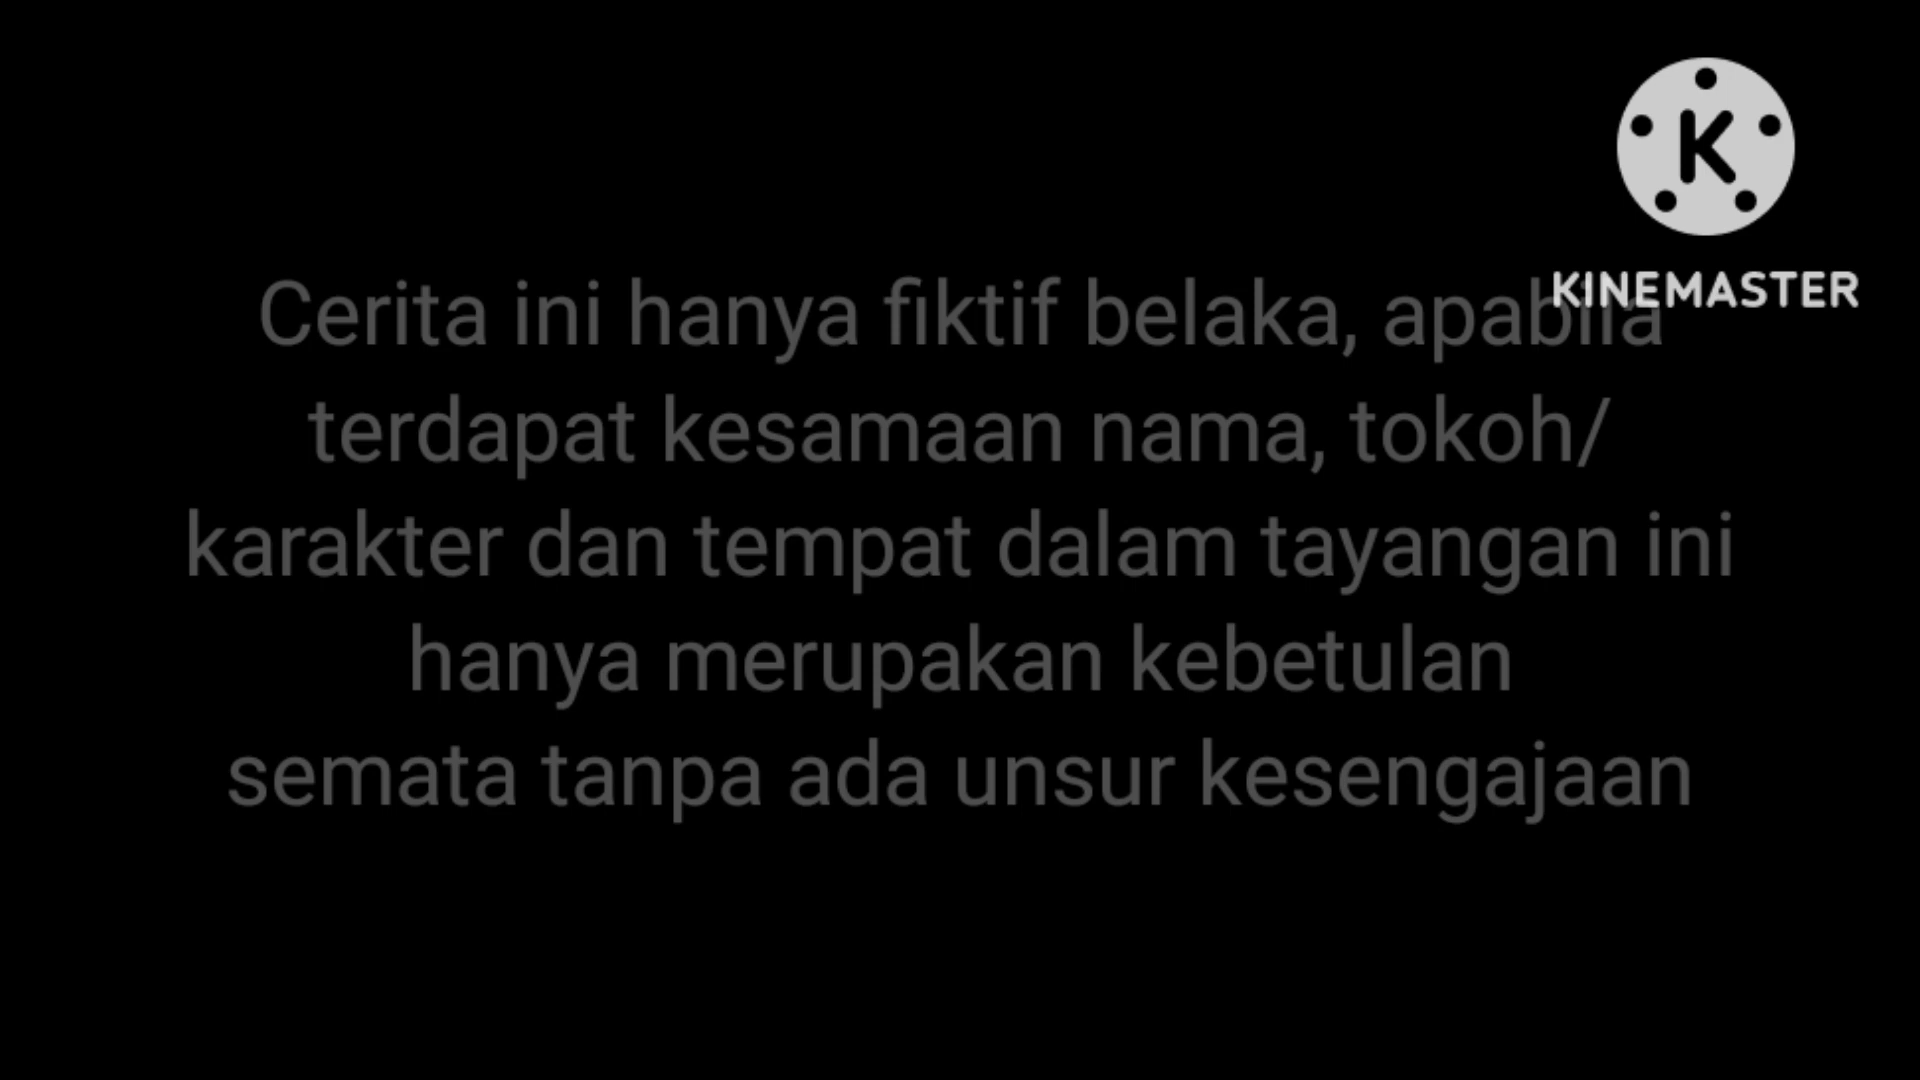 KINEMASTER
Cerita ini hanya fiktif belaka, apabila
terdapat kesamaan nama, tokoh/
karakter dan tempat dalam tayangan ini
hanya merupakan kebetulan
semata tanpa ada unsur kesengajaan